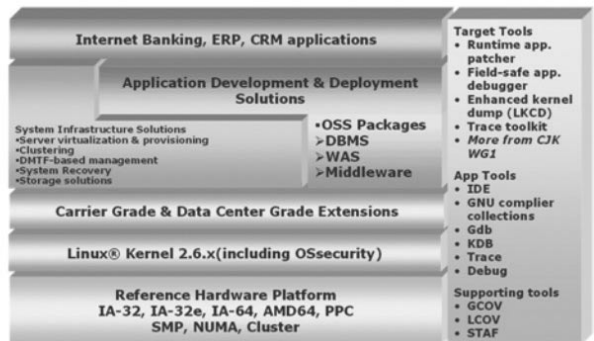 Internet Banking, ERP, CRM applications
Application Development & Deployment
Solutions
System Infrastructure Solutions
•Server virtualization & provisioning
•Clustering
•DMTF-based management
•System Recovery
•Storage solutions
•OSS Packages
➢DBMS
➢WAS
➢Middleware
Carrier Grade & Data Center Grade Extensions
Linux® Kernel 2.6.x(including OSsecurity)
Reference Hardware Platform
IA-32, IA-32e, IA-64, AMD64, PPC
SMP, NUMA, Cluster
Target Tools
• Runtime app.
patcher
• Field-safe app.
debugger
• Enhanced kernel
dump (LKCD)
• Trace toolkit
• More from CJK
WG1
App Tools
• IDE
• GNU complier
collections
• Gdb
• KDB
• Trace
• Debug
Supporting tools
• GCOV
• LCOV
• STAF